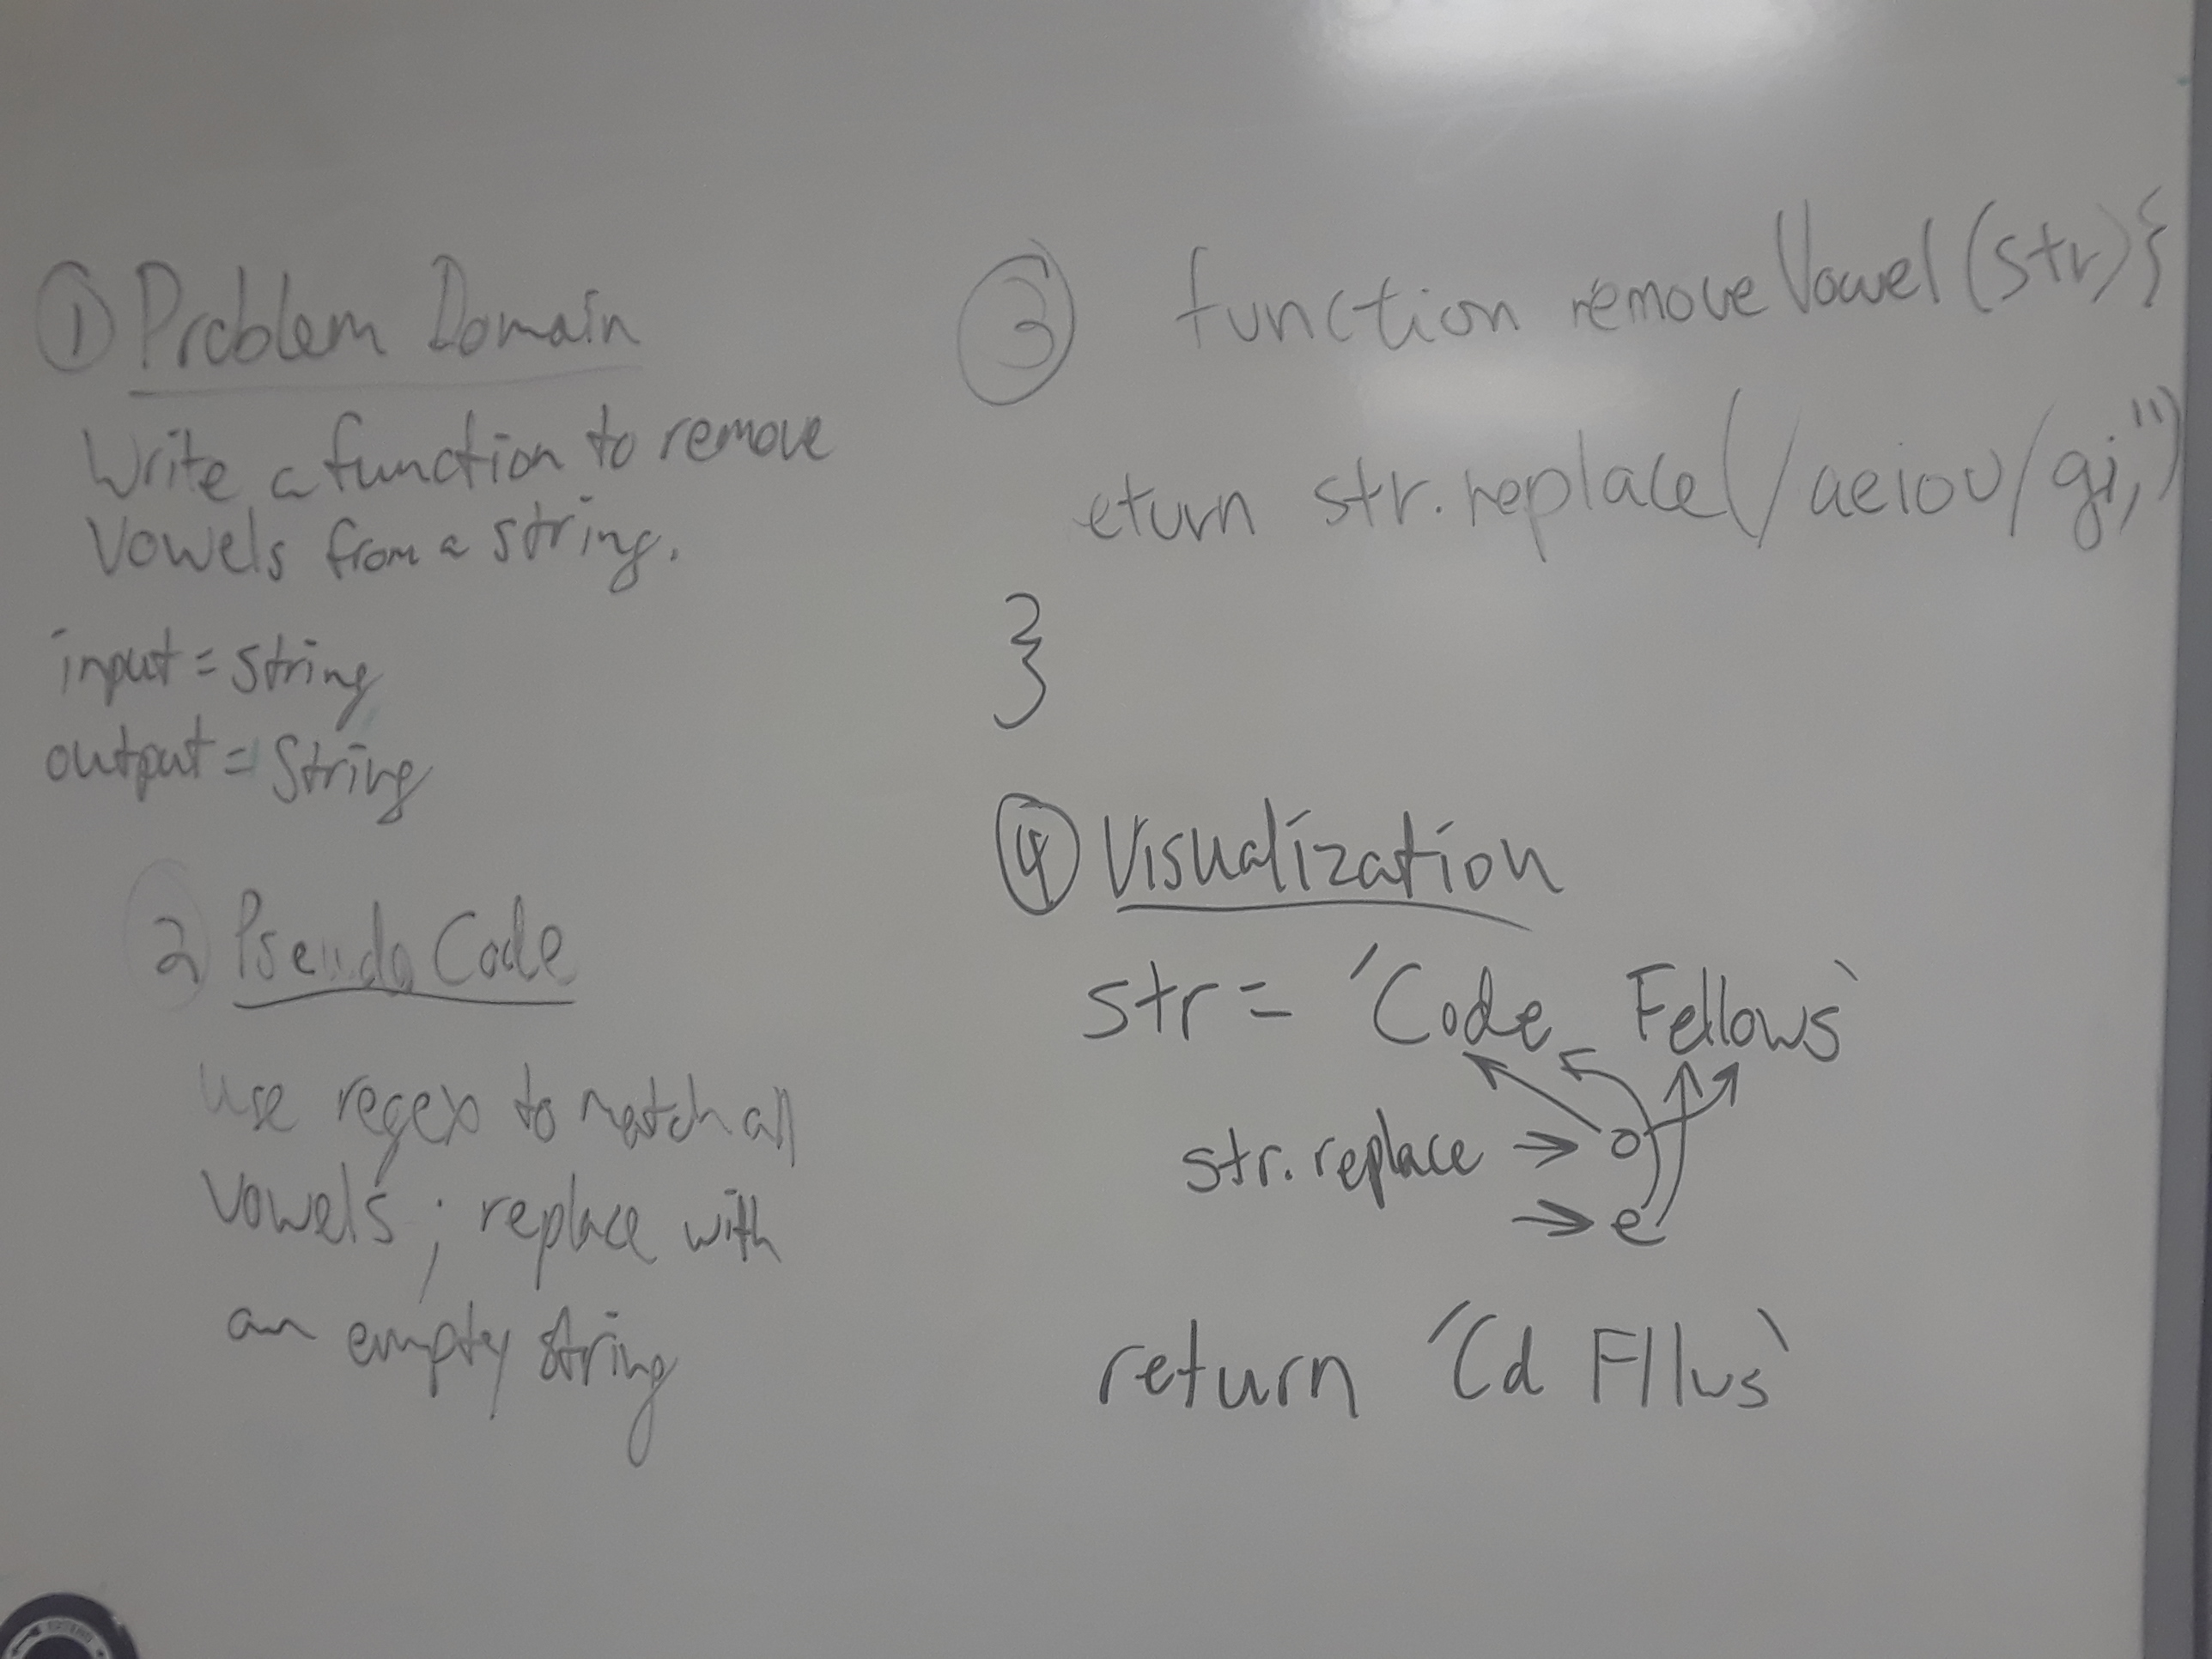 ① Problem Domain
Write a function to remove
Vowels from a string.
input = string
output = String
2 Pseudo Code
use regex to match all
Vowels; replace with
an empty string
③ function removeVowel(str){
eturn str.replace(/aeiou/gi,'')
}
④ Visualization
str = 'Code Fellows'
str.replace → o
→ e
return 'Cd Fllws'